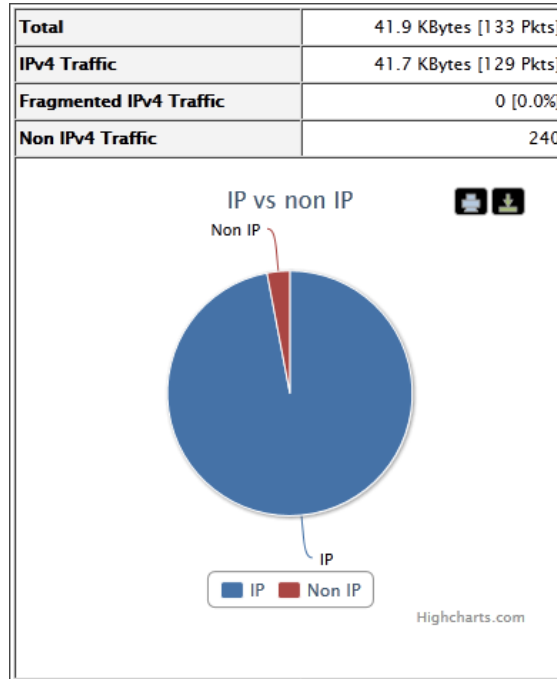 Total 41.9 KBytes [133 Pkts]
IPv4 Traffic 41.7 KBytes [129 Pkts]
Fragmented IPv4 Traffic 0 [0.0%]
Non IPv4 Traffic 240
IP vs non IP
Non IP
IP
IP Non IP
Highcharts.com